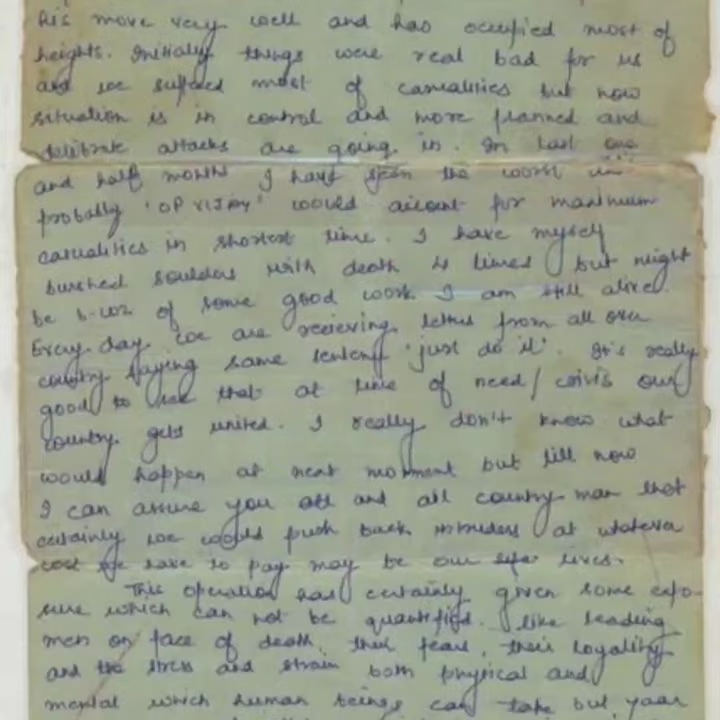 his move very well and has occupied most of
heights. Initially things were real bad for us
and we suffered most of casualities but now
situation is in control and more planned and
delibrate attacks are going in. In last one
and half months I have seen the worst
probably 'OP VIJAY' would account for maximum
casualities in shortest time. I have myself
brushed soulders with death 4 times but might
be b-coz of some good work I am still alive.
Every day we are recieving letters from all over
country saying same sentence 'just do it'. It's really
good to see that at time of need/crisis our
country gets united. I really don't know what
would happen at next moment but till now
I can assure you all and all country man that
certainly we would push back intruders at whatever
cost we have to pay may be our lives.
This operation has certainly given some expo-
sure which can not be quantified. like leading
men on face of death, their fears, their loyality
and the stress and strain both physical and
mental which human beings can take but yaar